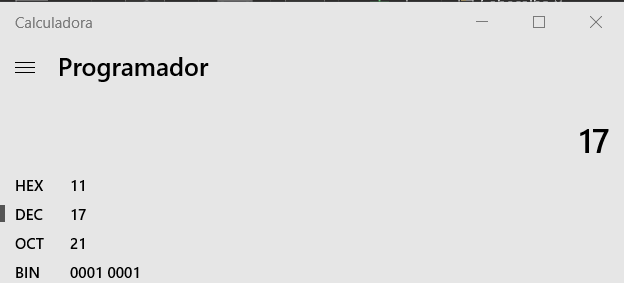 Calculadora
Programador
17
HEX 11
DEC 17
OCT 21
BIN 0001 0001